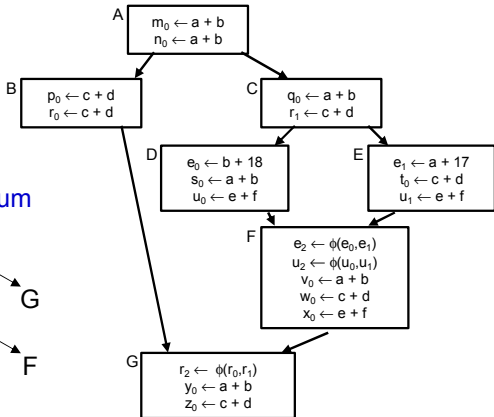 A
m₀ ← a + b
n₀ ← a + b
B
p₀ ← c + d
r₀ ← c + d
C
q₀ ← a + b
r₁ ← c + d
D
e₀ ← b + 18
s₀ ← a + b
u₀ ← e + f
E
e₁ ← a + 17
t₀ ← c + d
u₁ ← e + f
um
F
e₂ ← ϕ(e₀,e₁)
u₂ ← ϕ(u₀,u₁)
v₀ ← a + b
w₀ ← c + d
x₀ ← e + f
G
F
G
r₂ ← ϕ(r₀,r₁)
y₀ ← a + b
z₀ ← c + d